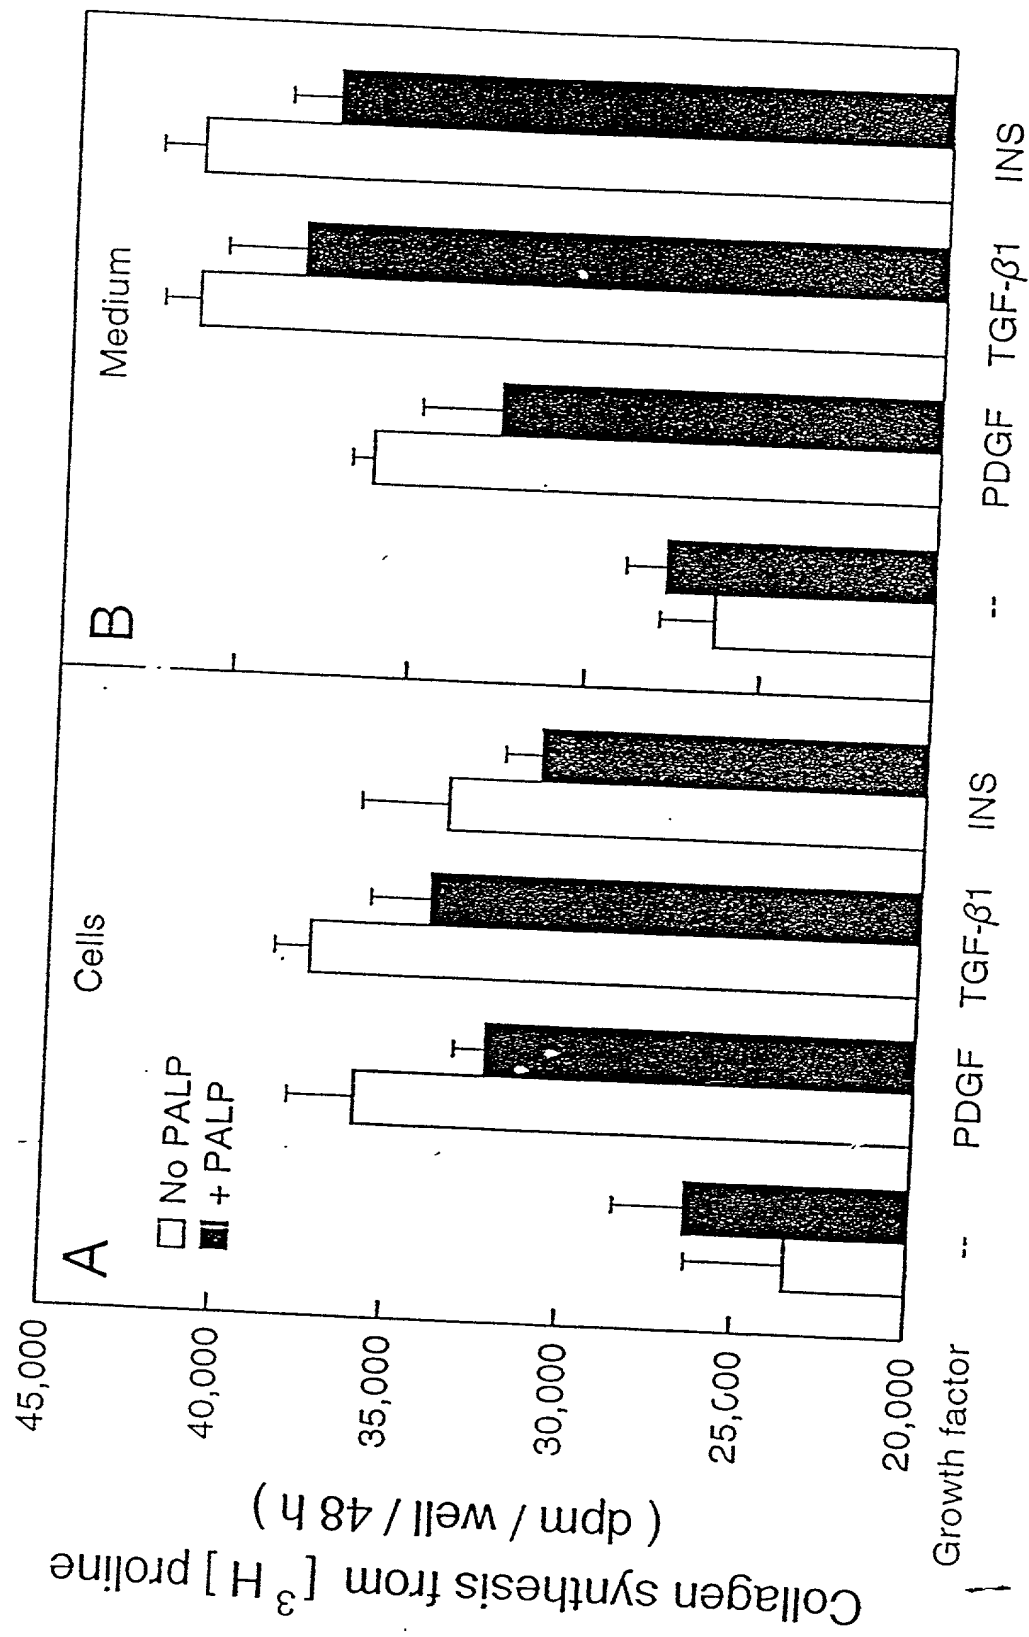 Collagen synthesis from [ ³H ] proline
( dpm / well / 48 h )
45,000
40,000
35,000
30,000
25,000
20,000
A
Cells
No PALP
+ PALP
B
Medium
Growth factor
-- PDGF TGF-β1 INS
-- PDGF TGF-β1 INS